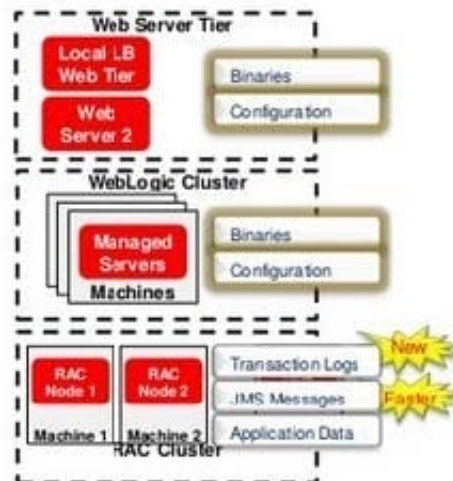 Web Server Tier
Local LB
Web Tier
Web
Server 2
Binaries
Configuration
WebLogic Cluster
Managed
Servers
Machines
Binaries
Configuration
RAC
Node 1
Machine 1
RAC
Node 2
Machine 2
RAC Cluster
Transaction Logs
JMS Messages
Application Data
New
Faster